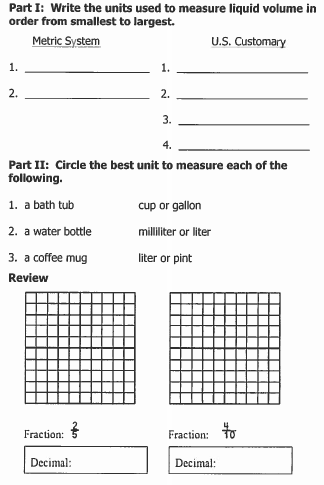 Part I: Write the units used to measure liquid volume in
order from smallest to largest.
Metric System U.S. Customary
1. 1.
2. 2.
3.
4.
Part II: Circle the best unit to measure each of the
following.
1. a bath tub cup or gallon
2. a water bottle milliliter or liter
3. a coffee mug liter or pint
Review
Fraction: 2/5 Fraction: 4/10
Decimal: Decimal: